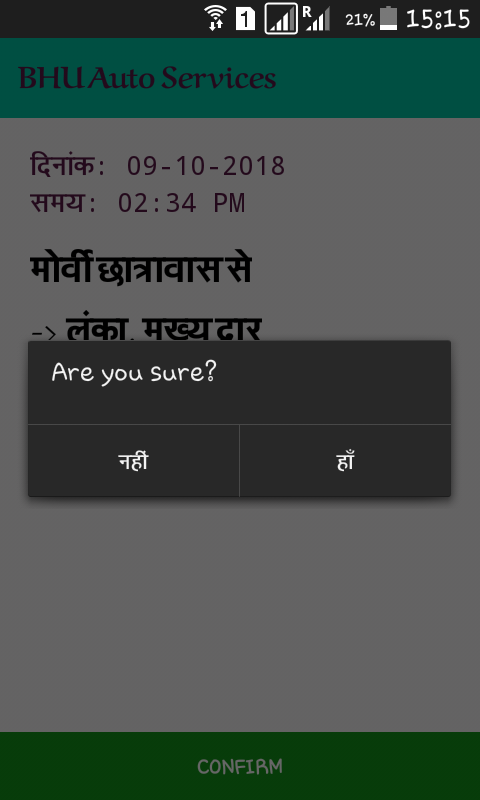 1 R 21% 15:15
BHU Auto Services
दिनांक: 09-10-2018
समय: 02:34 PM
मोर्वी छात्रावास से
-> लंका, मुख्य द्वार
Are you sure?
नहीं हाँ
CONFIRM